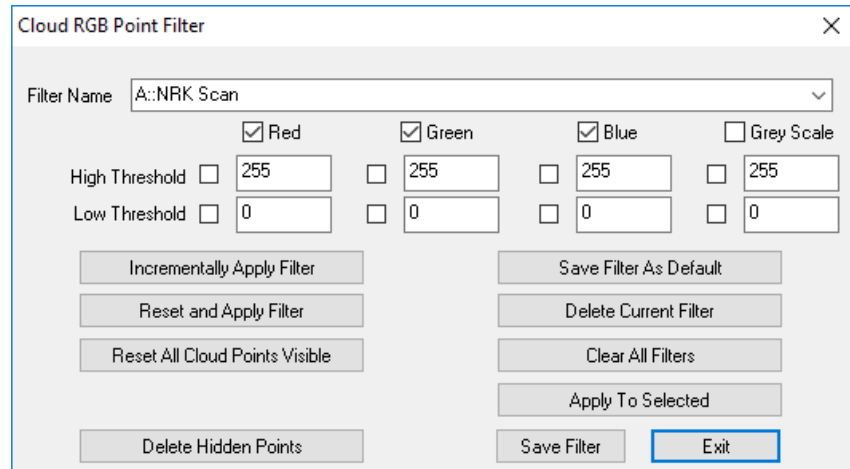 Cloud RGB Point Filter
Filter Name A::NRK Scan
Red Green Blue Grey Scale
High Threshold 255 255 255 255
Low Threshold 0 0 0 0
Incrementally Apply Filter Save Filter As Default
Reset and Apply Filter Delete Current Filter
Reset All Cloud Points Visible Clear All Filters
Apply To Selected
Delete Hidden Points Save Filter Exit